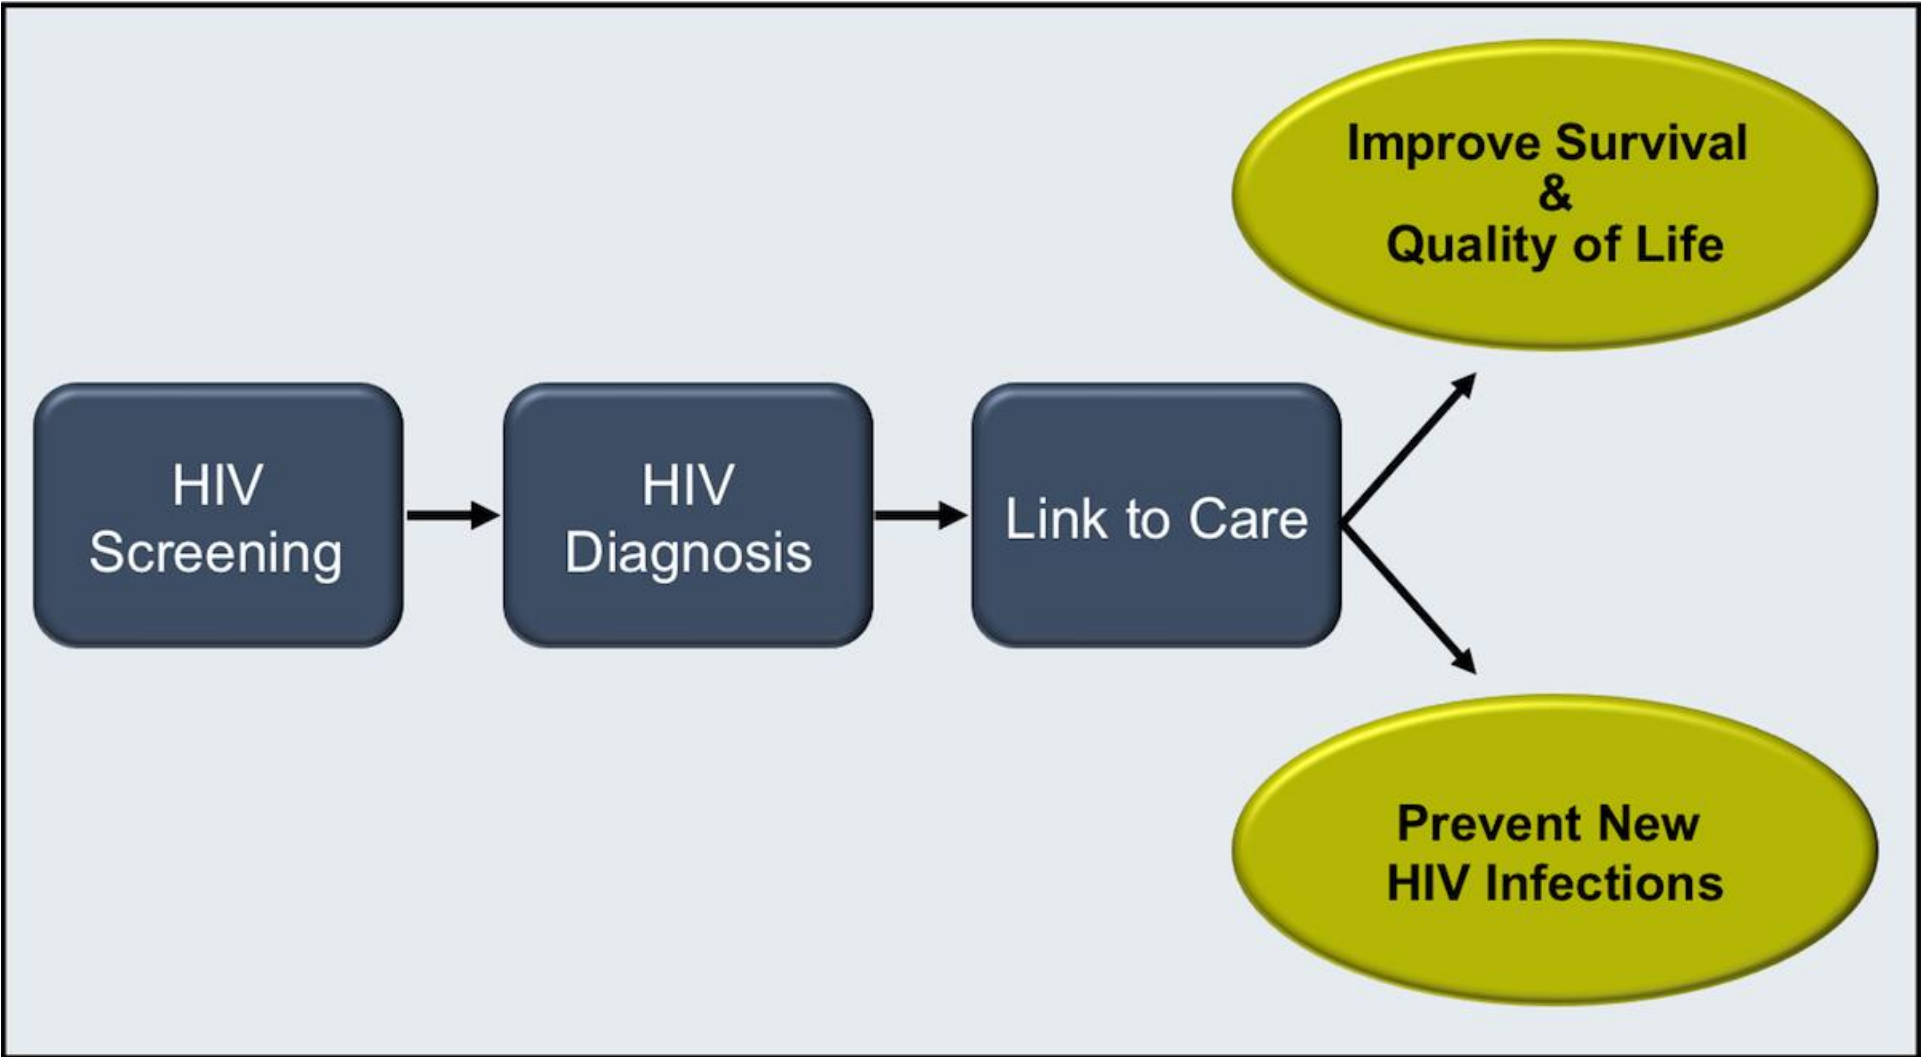 HIV
Screening
HIV
Diagnosis
Link to Care
Improve Survival
&
Quality of Life
Prevent New
HIV Infections